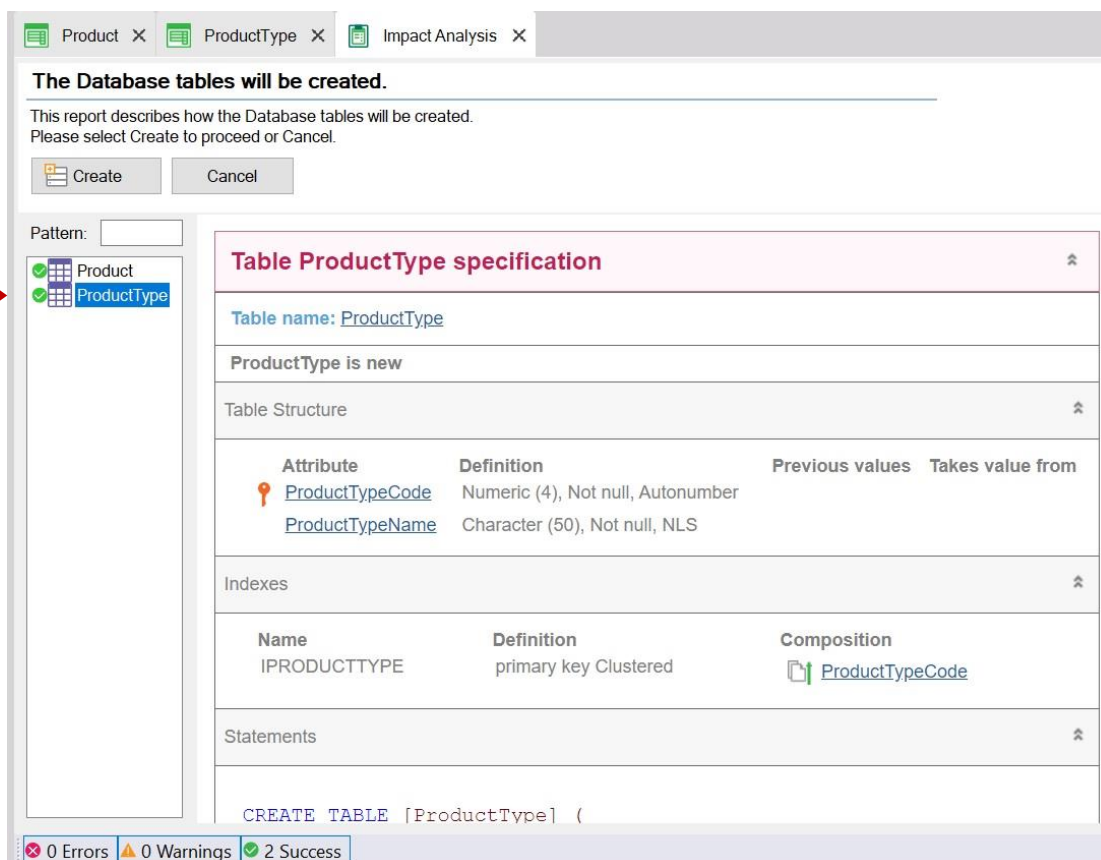 Product ProductType Impact Analysis
The Database tables will be created.
This report describes how the Database tables will be created.
Please select Create to proceed or Cancel.
Create Cancel
Pattern:
Product
ProductType
Table ProductType specification
Table name: ProductType
ProductType is new
Table Structure
Attribute Definition Previous values Takes value from
ProductTypeCode Numeric (4), Not null, Autonumber
ProductTypeName Character (50), Not null, NLS
Indexes
Name Definition Composition
IPRODUCTTYPE primary key Clustered ProductTypeCode
Statements
CREATE TABLE [ProductType] (
0 Errors 0 Warnings 2 Success